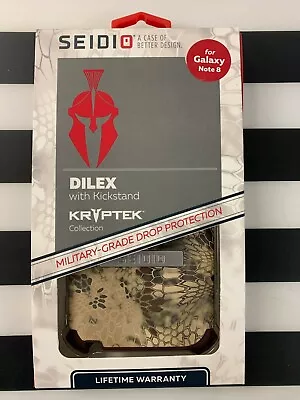 SEIDIO
A CASE OF
BETTER DESIGN.
for
Galaxy
Note 8
DILEX
with Kickstand
KRYPTEK
Collection
MILITARY-GRADE DROP PROTECTION
SEIDIO
LIFETIME WARRANTY